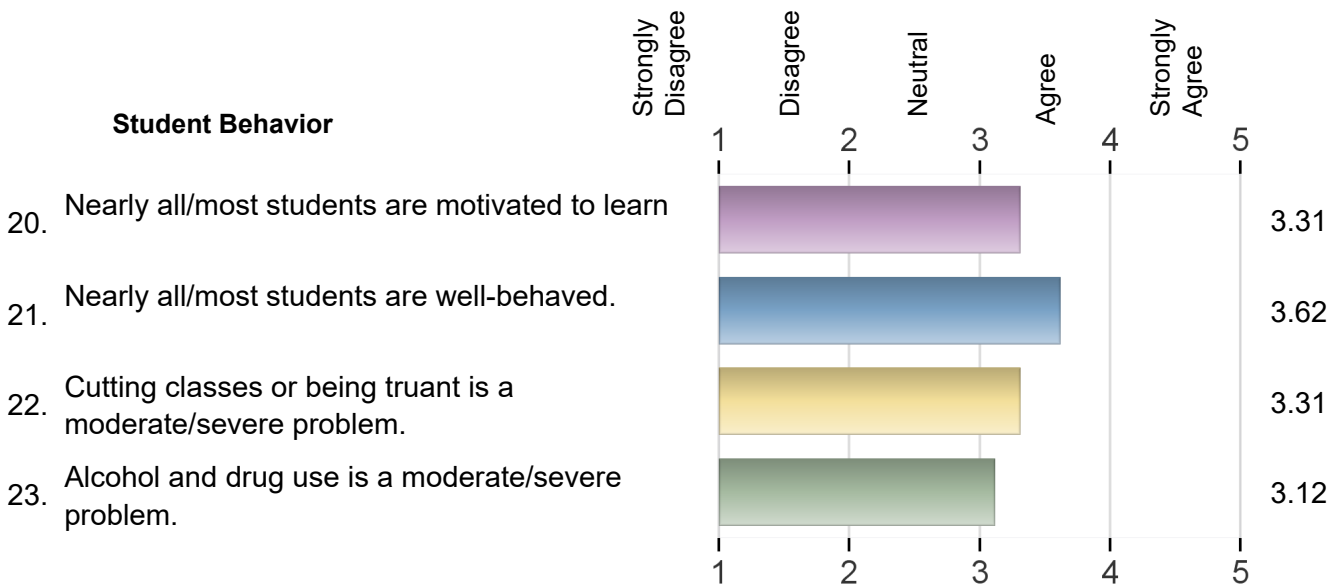 Strongly
Disagree
Disagree
Neutral
Agree
Strongly
Agree
Student Behavior
1 2 3 4 5
20. Nearly all/most students are motivated to learn 3.31
21. Nearly all/most students are well-behaved. 3.62
22. Cutting classes or being truant is a
moderate/severe problem. 3.31
23. Alcohol and drug use is a moderate/severe
problem. 3.12
1 2 3 4 5